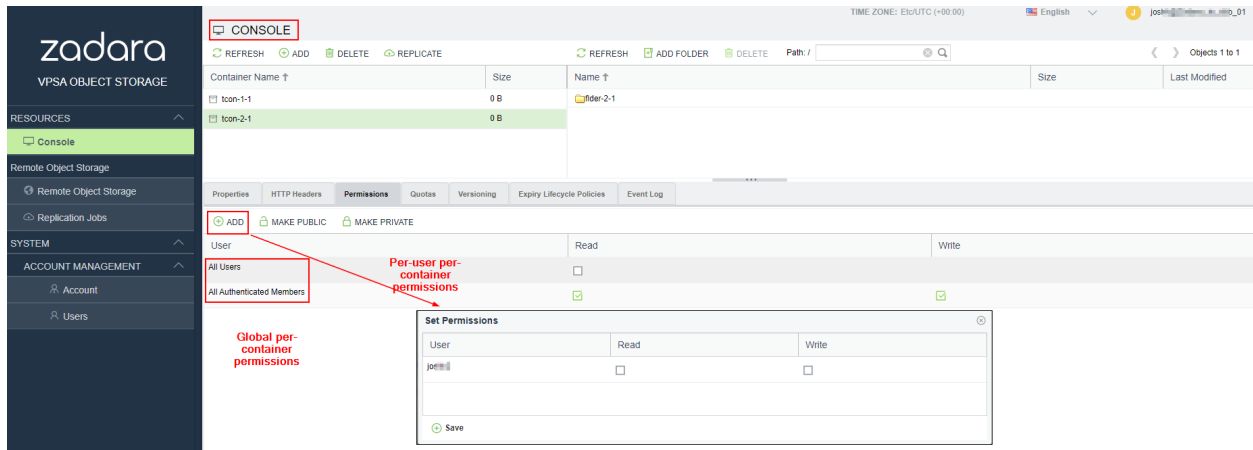 TIME ZONE: Etc/UTC (+00:00) English J
zadara
VPSA OBJECT STORAGE
CONSOLE
REFRESH ADD DELETE REPLICATE
REFRESH ADD FOLDER DELETE Path: / Objects 1 to 1
Container Name Size
Name Size Last Modified
tcon-1-1 0 B
flder-2-1
tcon-2-1 0 B
RESOURCES
Console
Remote Object Storage
Remote Object Storage
Replication Jobs
SYSTEM
ACCOUNT MANAGEMENT
Account
Users
Properties HTTP Headers Permissions Quotas Versioning Expiry Lifecycle Policies Event Log
ADD MAKE PUBLIC MAKE PRIVATE
User Read Write
All Users
All Authenticated Members
Per-user per-
container
permissions
Global per-
container
permissions
Set Permissions
User Read Write
Save